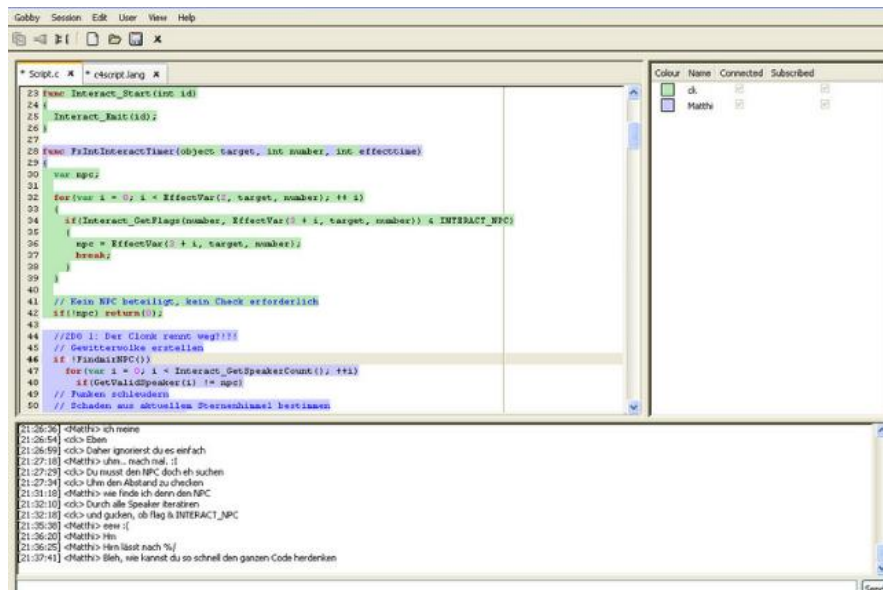 Gobby Session Edit User View Help
* Script.c x * c4script.lang x
Colour Name Connected Subscribed
ck
Matthi
23 func Interact_Start(int id)
24 {
25 Interact_Emit(id);
26 }
27
28 func FxIntInteractTimer(object target, int number, int effecttime)
29 {
30 var npc;
31
32 for(var i = 0; i < EffectVar(2, target, number); ++ i)
33 {
34 if(Interact_GetFlags(number, EffectVar(3 + i, target, number)) & INTERACT_NPC)
35 {
36 npc = EffectVar(3 + i, target, number);
37 break;
38 }
39 }
40
41 // Kein NPC beteiligt, kein Check erforderlich
42 if(!npc) return(0);
43
44 //ZDO 1: Der Clonk rennt weg?!?!
45 // Gewitterwolke erstellen
46 if !FindmirNPC())
47 for(var i = 0; i < Interact_GetSpeakerCount(); ++i)
48 if(GetValidSpeaker(i) != npc)
49 // Funken schleudern
50 // Schaden aus aktuellem Sternenhimmel bestimmen
[21:26:36] <Matthi> ich meine
[21:26:54] <ck> Eben
[21:26:59] <ck> Daher ignorierst du es einfach
[21:27:18] <Matthi> uhm... mach mal. :[
[21:27:29] <ck> Du musst den NPC doch eh suchen
[21:27:34] <ck> Uhm den Abstand zu checken
[21:31:18] <Matthi> wie finde ich denn den NPC
[21:32:10] <ck> Durch alle Speaker iteratiren
[21:32:18] <ck> und gucken, ob flag & INTERACT_NPC
[21:35:38] <Matthi> eew :[
[21:36:20] <Matthi> Hm
[21:36:25] <Matthi> Hirn lässt nach %/
[21:37:41] <Matthi> Bleh, wie kannst du so schnell den ganzen Code herdenken
Send